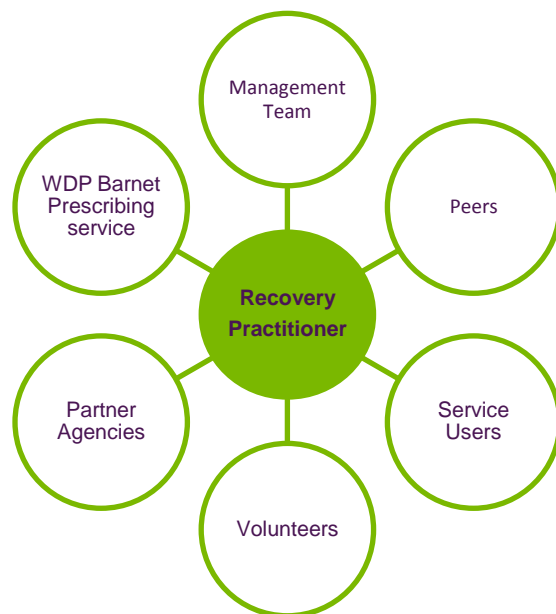 Management
Team
WDP Barnet
Prescribing
service
Peers
Recovery
Practitioner
Partner
Agencies
Service
Users
Volunteers